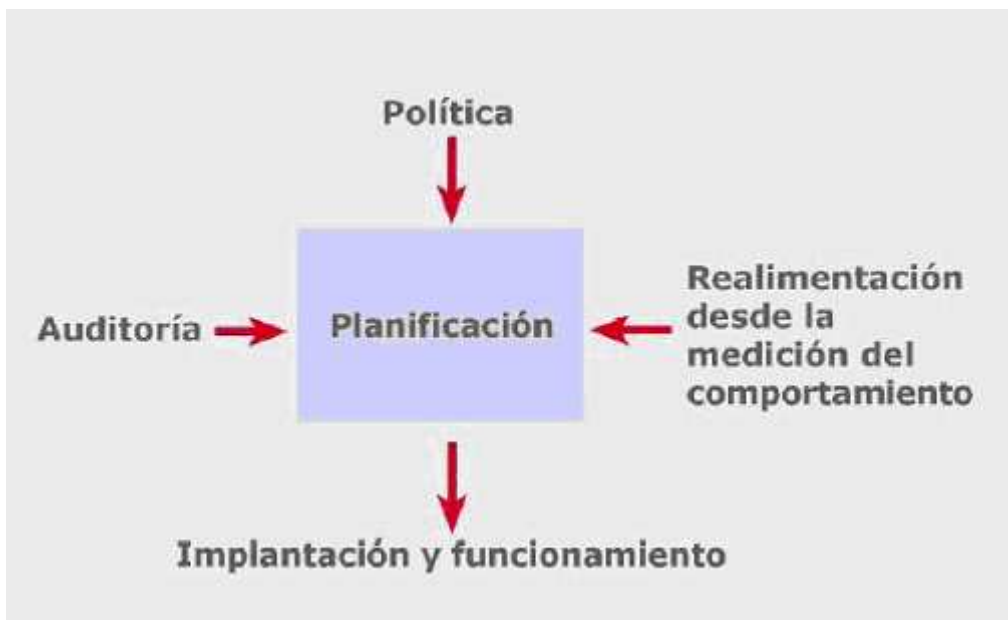 Política
Auditoría
Planificación
Realimentación
desde la
medición del
comportamiento
Implantación y funcionamiento